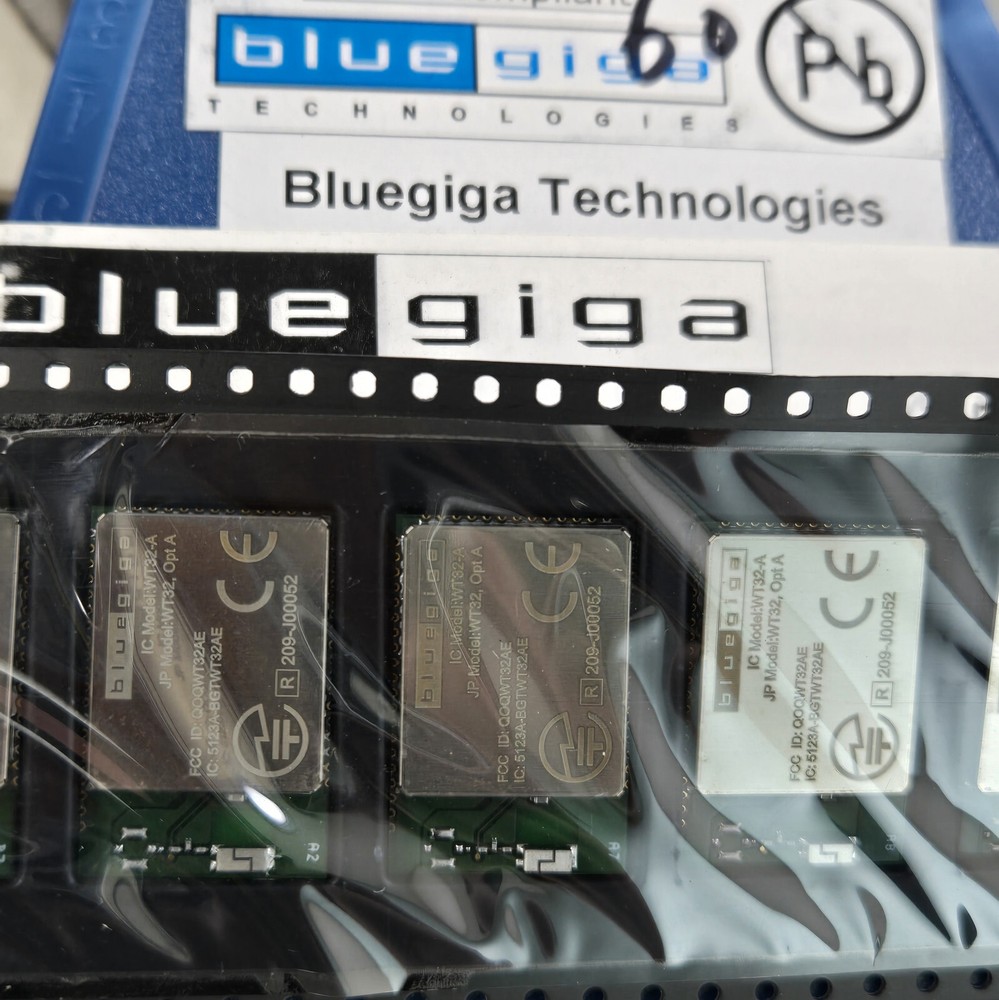 bluegiga
60
TECHNOLOGIES
Pb
Bluegiga Technologies
bluegiga
bluegiga
IC Model:WT32-A
JP Model:WT32, Opt A
CE
FCC ID: QOQWT32AE
IC: 5123A-BGTWT32AE
R 209-J00052
A2
bluegiga
IC Model:WT32-A
JP Model:WT32, Opt A
CE
FCC ID: QOQWT32AE
IC: 5123A-BGTWT32AE
R 209-J00052
A7
bluegiga
IC Model:WT32-A
JP Model:WT32, Opt A
CE
FCC ID: QOQWT32AE
IC: 5123A-BGTWT32AE
R 209-J00052